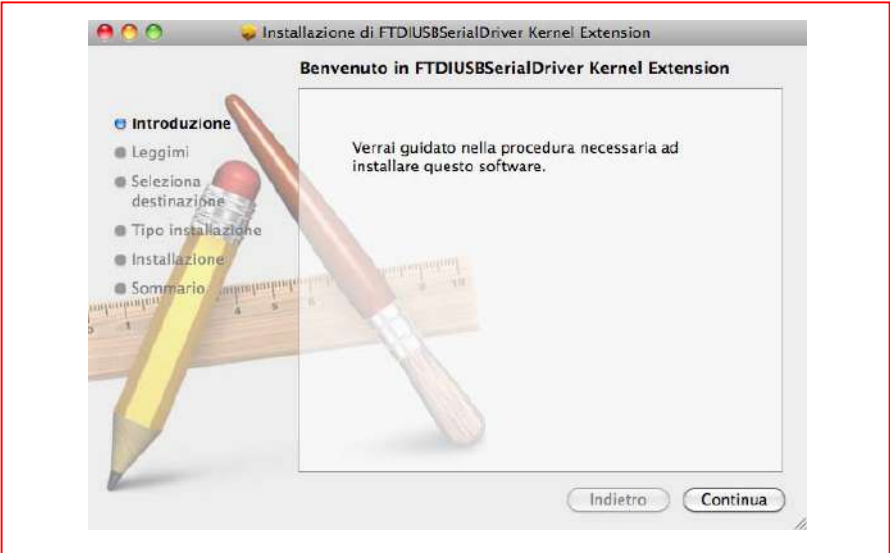 Installazione di FTDIUSBSerialDriver Kernel Extension
Benvenuto in FTDIUSBSerialDriver Kernel Extension
Introduzione
Leggimi
Seleziona
destinazione
Tipo installazione
Installazione
Sommario
Verrai guidato nella procedura necessaria ad
installare questo software.
Indietro
Continua